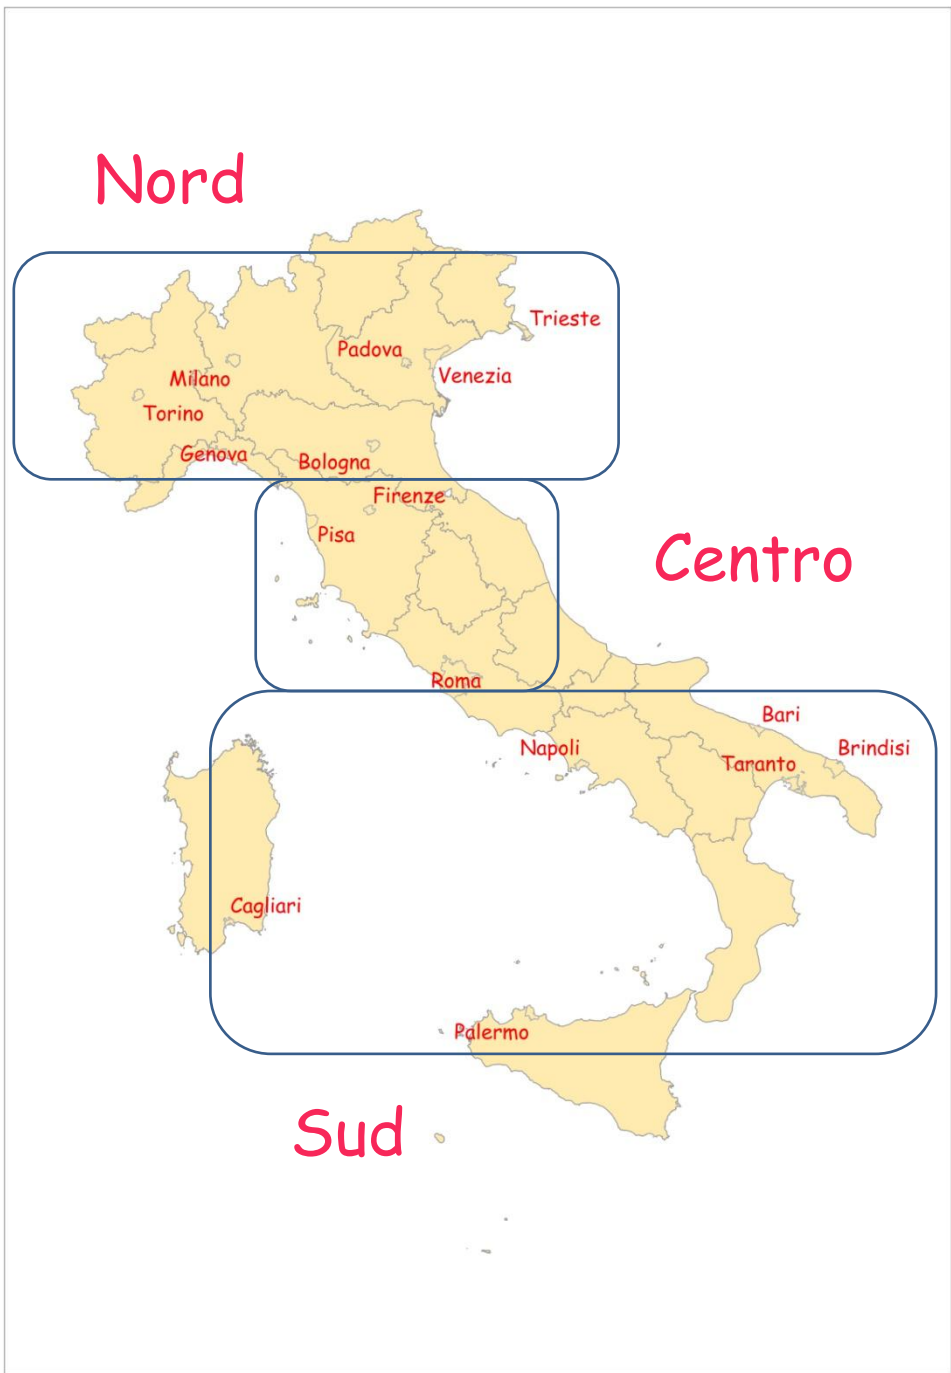 Nord
Trieste
Padova
Venezia
Milano
Torino
Genova
Bologna
Firenze
Pisa
Centro
Roma
Bari
Napoli
Brindisi
Taranto
Cagliari
Palermo
Sud